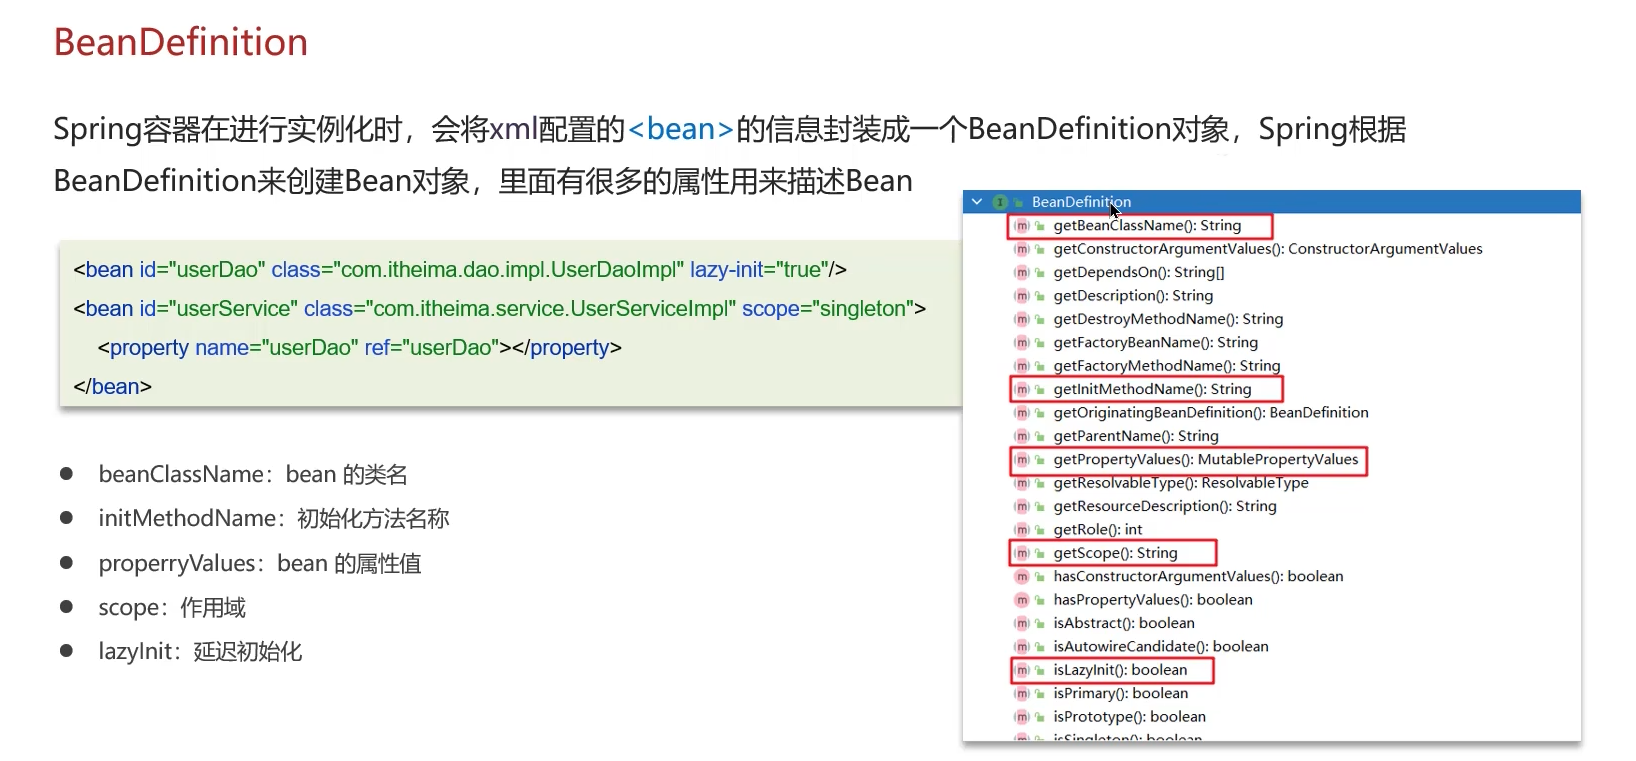 BeanDefinition
Spring容器在进行实例化时，会将xml配置的<bean>的信息封装成一个BeanDefinition对象，Spring根据
BeanDefinition来创建Bean对象，里面有很多的属性用来描述Bean
<bean id="userDao" class="com.itheima.dao.impl.UserDaoImpl" lazy-init="true"/>
<bean id="userService" class="com.itheima.service.UserServiceImpl" scope="singleton">
<property name="userDao" ref="userDao"></property>
</bean>
● beanClassName：bean 的类名
● initMethodName：初始化方法名称
● properryValues：bean 的属性值
● scope：作用域
● lazyInit：延迟初始化
BeanDefinition
getBeanClassName(): String
getConstructorArgumentValues(): ConstructorArgumentValues
getDependsOn(): String[]
getDescription(): String
getDestroyMethodName(): String
getFactoryBeanName(): String
getFactoryMethodName(): String
getInitMethodName(): String
getOriginatingBeanDefinition(): BeanDefinition
getParentName(): String
getPropertyValues(): MutablePropertyValues
getResolvableType(): ResolvableType
getResourceDescription(): String
getRole(): int
getScope(): String
hasConstructorArgumentValues(): boolean
hasPropertyValues(): boolean
isAbstract(): boolean
isAutowireCandidate(): boolean
isLazyInit(): boolean
isPrimary(): boolean
isPrototype(): boolean
isSingleton(): boolean